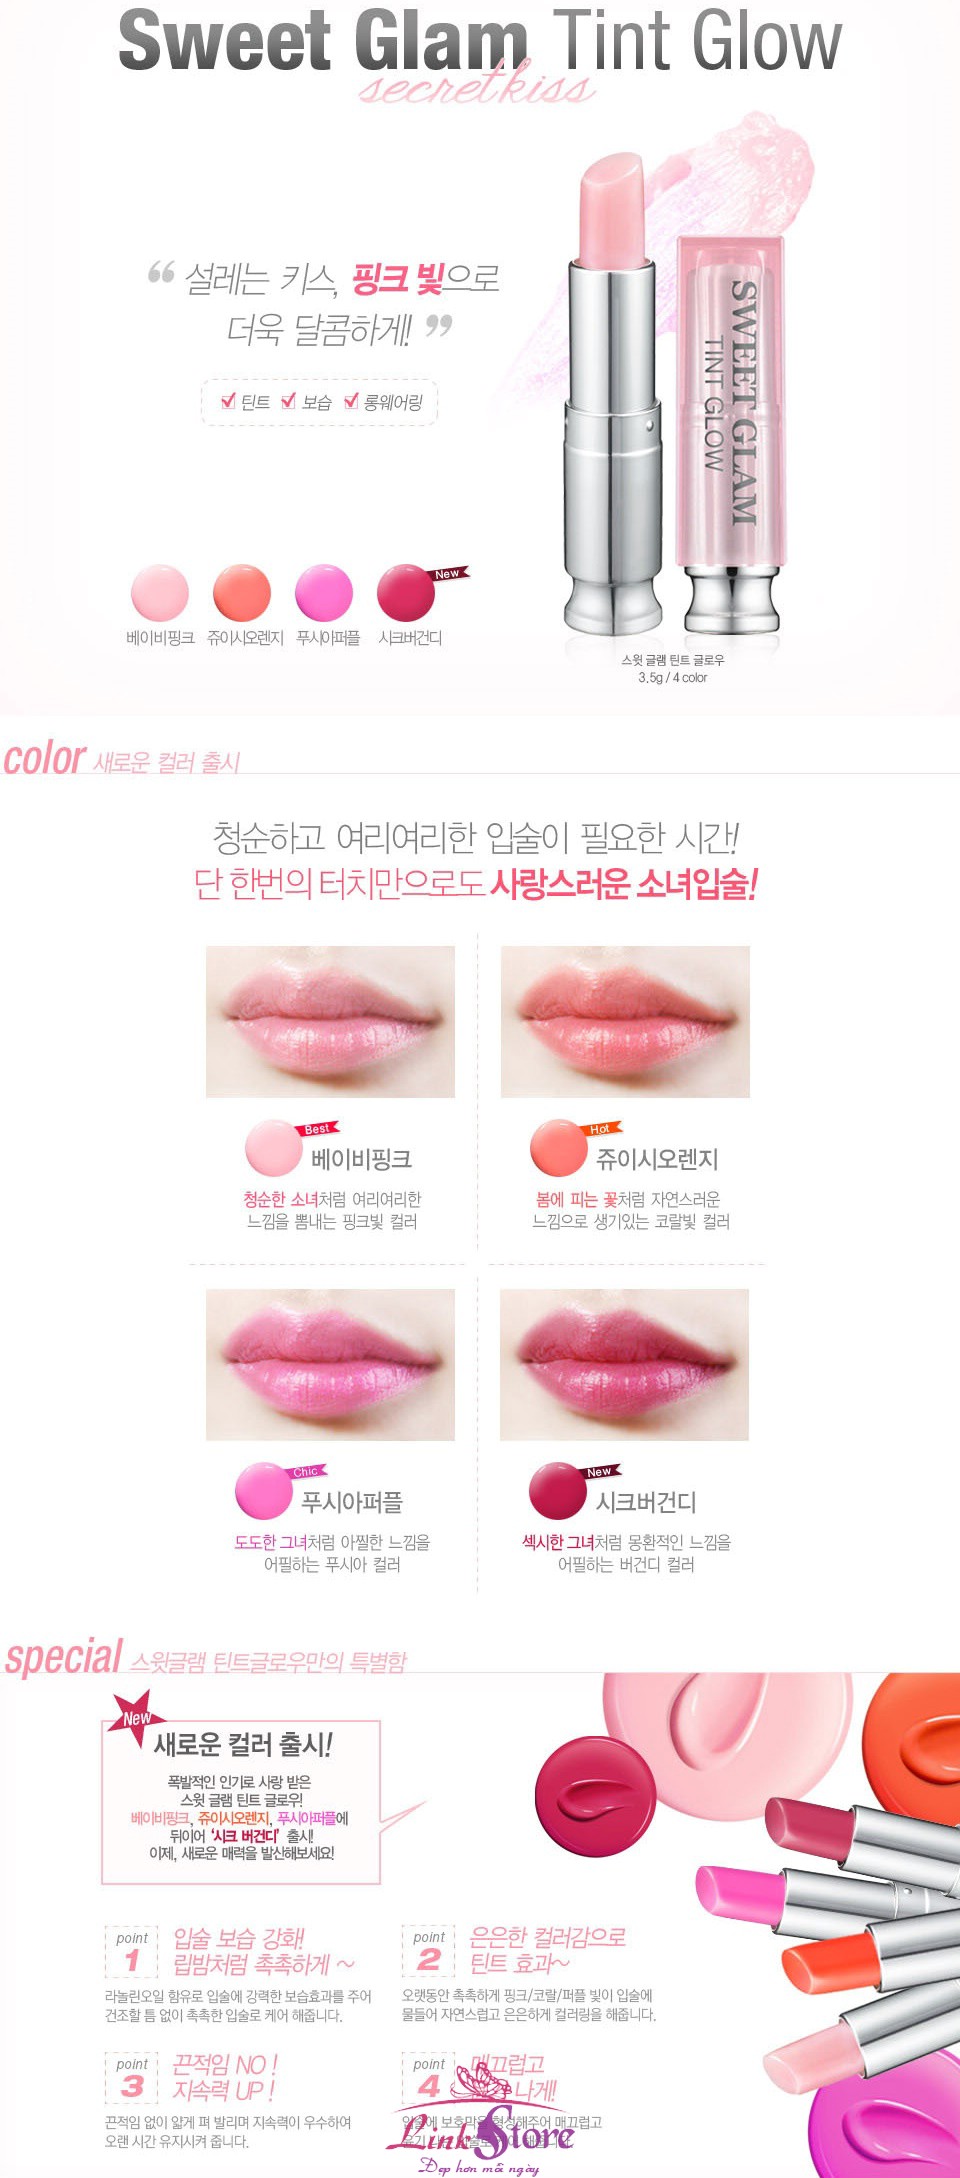 Sweet Glam Tint Glow
secretkiss
“ 설레는 키스, 핑크 빛으로
더욱 달콤하게! ”
틴트 보습 롱웨어링
SWEET GLAM
TINT GLOW
New
베이비핑크 쥬이시오렌지 푸시아퍼플 시크버건디
스윗 글램 틴트 글로우
3.5g / 4 color
color 새로운 컬러 출시
청순하고 여리여리한 입술이 필요한 시간!
단 한번의 터치만으로도 사랑스러운 소녀입술!
Best
베이비핑크
청순한 소녀처럼 여리여리한
느낌을 뽐내는 핑크빛 컬러
Hot
쥬이시오렌지
봄에 피는 꽃처럼 자연스러운
느낌으로 생기있는 코랄빛 컬러
Chic
푸시아퍼플
도도한 그녀처럼 아찔한 느낌을
어필하는 푸시아 컬러
New
시크버건디
섹시한 그녀처럼 몽환적인 느낌을
어필하는 버건디 컬러
special 스윗글램 틴트글로우만의 특별함
New
새로운 컬러 출시!
폭발적인 인기로 사랑 받은
스윗 글램 틴트 글로우!
베이비핑크, 쥬이시오렌지, 푸시아퍼플에
뒤이어 ‘시크 버건디’ 출시!
이제, 새로운 매력을 발산해보세요!
point 1
입술 보습 강화!
립밤처럼 촉촉하게 ~
라놀린오일 함유로 입술에 강력한 보습효과를 주어
건조할 틈 없이 촉촉한 입술로 케어 해줍니다.
point 2
은은한 컬러감으로
틴트 효과~
오랫동안 촉촉하게 핑크/코랄/퍼플 빛이 입술에
물들어 자연스럽고 은은하게 컬러링을 해줍니다.
point 3
끈적임 NO !
지속력 UP !
끈적임 없이 얇게 펴 발리며 지속력이 우수하여
오랜 시간 유지시켜 줍니다.
point 4
매끄럽고
나게!
입술에 보호막을 형성해주어 매끄럽고
Link Store
Đẹp hơn mỗi ngày